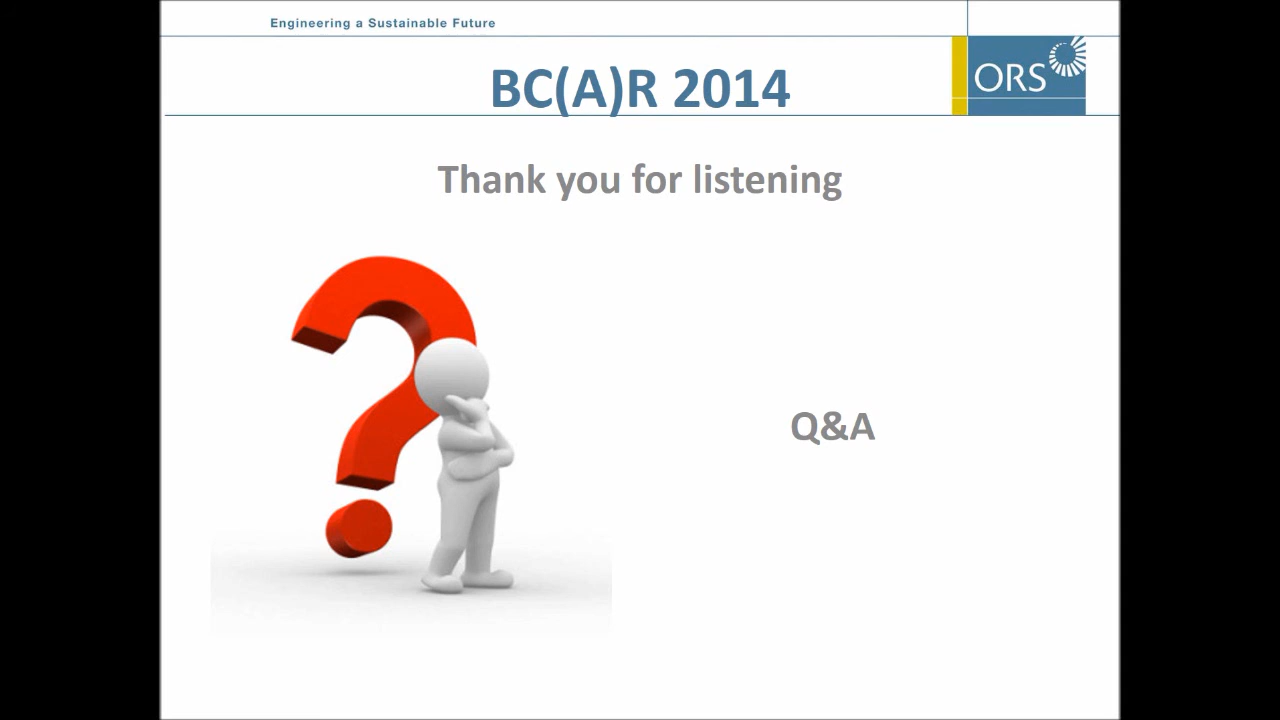 Engineering a Sustainable Future
BC(A)R 2014
ORS
Thank you for listening
Q&A